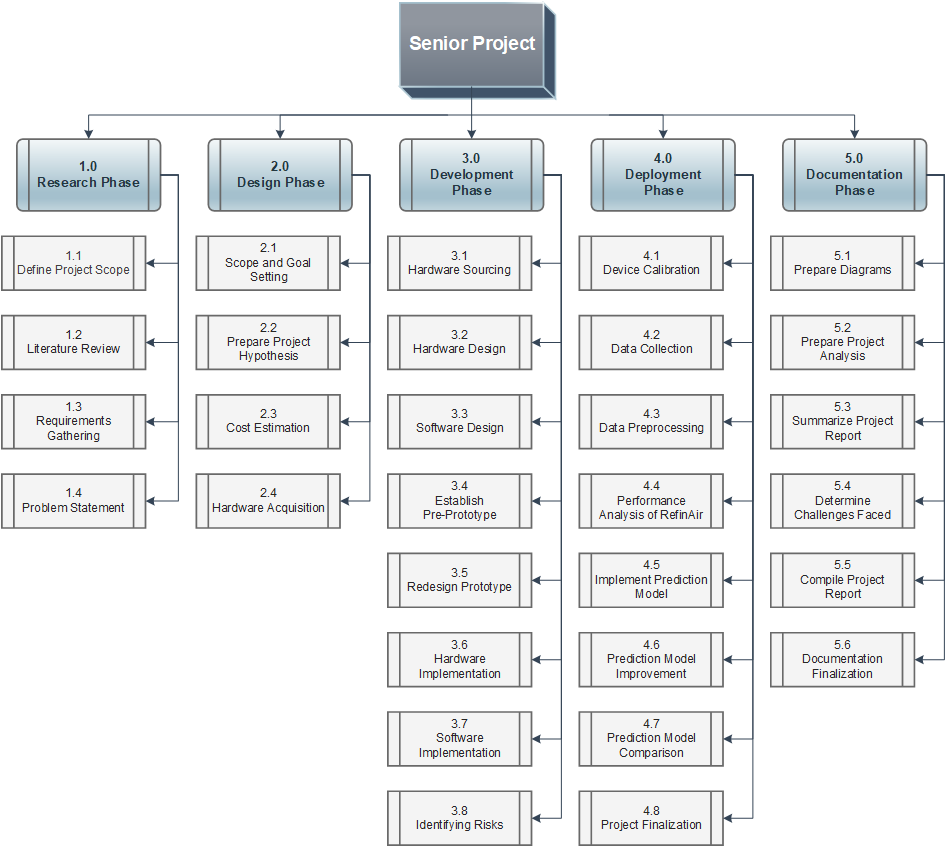 Senior Project
1.0
Research Phase
2.0
Design Phase
3.0
Development
Phase
4.0
Deployment
Phase
5.0
Documentation
Phase
1.1
Define Project Scope
1.2
Literature Review
1.3
Requirements
Gathering
1.4
Problem Statement
2.1
Scope and Goal
Setting
2.2
Prepare Project
Hypothesis
2.3
Cost Estimation
2.4
Hardware Acquisition
3.1
Hardware Sourcing
3.2
Hardware Design
3.3
Software Design
3.4
Establish
Pre-Prototype
3.5
Redesign Prototype
3.6
Hardware
Implementation
3.7
Software
Implementation
3.8
Identifying Risks
4.1
Device Calibration
4.2
Data Collection
4.3
Data Preprocessing
4.4
Performance
Analysis of RefinAir
4.5
Implement Prediction
Model
4.6
Prediction Model
Improvement
4.7
Prediction Model
Comparison
4.8
Project Finalization
5.1
Prepare Diagrams
5.2
Prepare Project
Analysis
5.3
Summarize Project
Report
5.4
Determine
Challenges Faced
5.5
Compile Project
Report
5.6
Documentation
Finalization